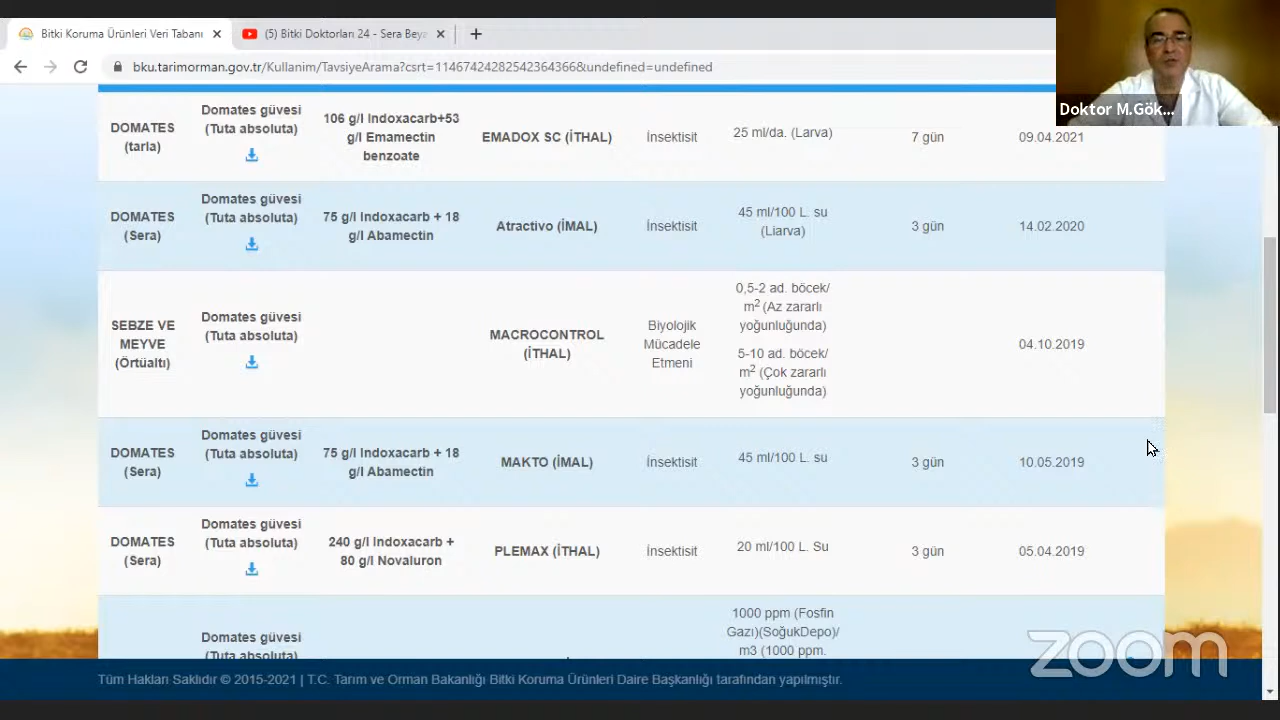 Bitki Koruma Ürünleri Veri Tabanı
(5) Bitki Doktorları 24 - Sera Beya
bku.tarimorman.gov.tr/Kullanim/TavsiyeArama?csrt=11467424282542364366&undefined=undefined
Doktor M.Gök...
DOMATES
(tarla)
Domates güvesi
(Tuta absoluta)
106 g/l Indoxacarb+53
g/l Emamectin
benzoate
EMADOX SC (İTHAL)
İnsektisit
25 ml/da. (Larva)
7 gün
09.04.2021
DOMATES
(Sera)
Domates güvesi
(Tuta absoluta)
75 g/l Indoxacarb + 18
g/l Abamectin
Atractivo (İMAL)
İnsektisit
45 ml/100 L. su
(Liarva)
3 gün
14.02.2020
SEBZE VE
MEYVE
(Örtüaltı)
Domates güvesi
(Tuta absoluta)
MACROCONTROL
(İTHAL)
Biyolojik
Mücadele
Etmeni
0,5-2 ad. böcek/
m² (Az zararlı
yoğunluğunda)
5-10 ad. böcek/
m² (Çok zararlı
yoğunluğunda)
04.10.2019
DOMATES
(Sera)
Domates güvesi
(Tuta absoluta)
75 g/l Indoxacarb + 18
g/l Abamectin
MAKTO (İMAL)
İnsektisit
45 ml/100 L. su
3 gün
10.05.2019
DOMATES
(Sera)
Domates güvesi
(Tuta absoluta)
240 g/l Indoxacarb +
80 g/l Novaluron
PLEMAX (İTHAL)
İnsektisit
20 ml/100 L. Su
3 gün
05.04.2019
Domates güvesi
(Tuta absoluta)
1000 ppm (Fosfin
Gazı)(SoğukDepo)/
m3 (1000 ppm.
zoom
Tüm Hakları Saklıdır © 2015-2021 | T.C. Tarım ve Orman Bakanlığı Bitki Koruma Ürünleri Daire Başkanlığı tarafından yapılmıştır.